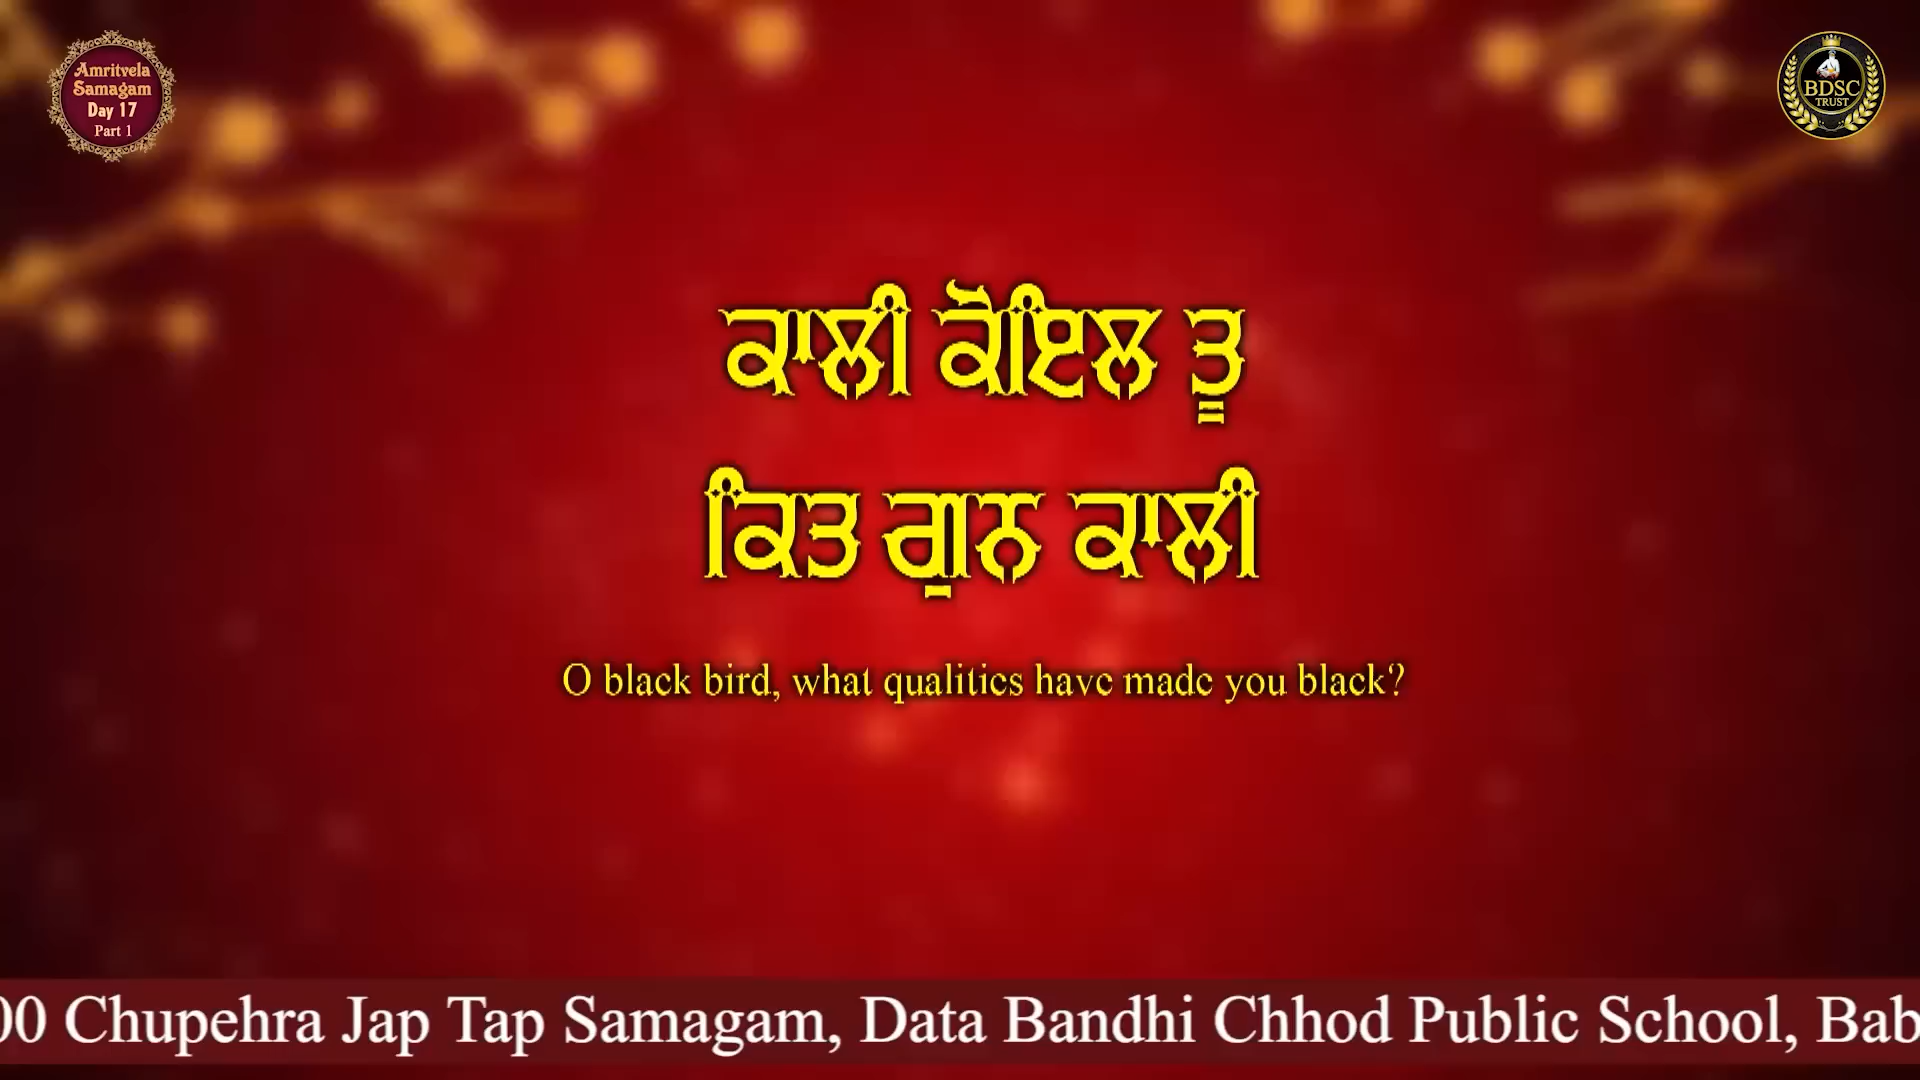 Amritvela
Samagam
Day 17
Part 1
BDSC
TRUST
ਕਾਲੀ ਕੋਇਲ ਤੂ
ਕਿਤ ਗੁਨ ਕਾਲੀ
O black bird, what qualities have made you black?
00 Chupehra Jap Tap Samagam, Data Bandhi Chhod Public School, Bab